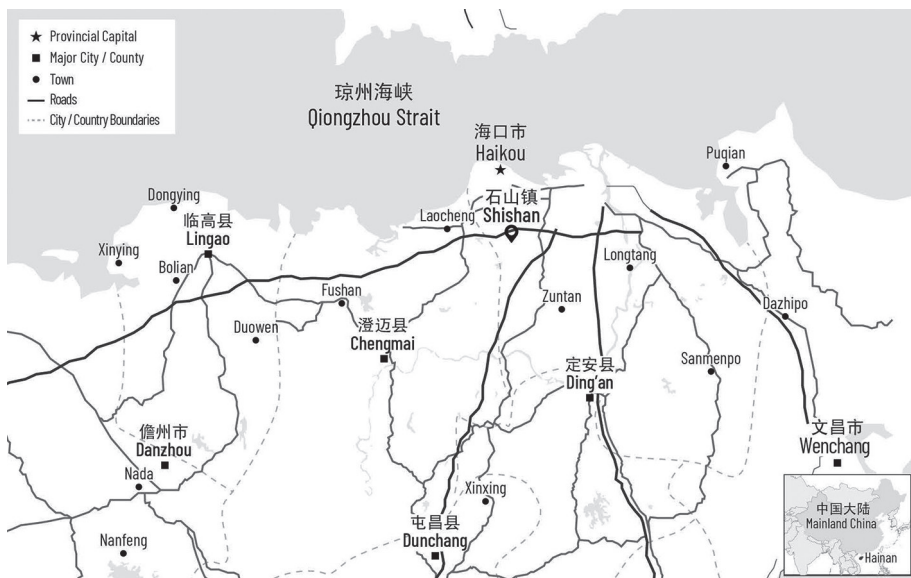 Provincial Capital
Major City / County
Town
Roads
City / Country Boundaries
琼州海峡
Qiongzhou Strait
海口市
Haikou
Puqian
石山镇
Shishan
Dongying
临高县
Lingao
Laocheng
Xinying
Bolian
Longtang
Fushan
Zuntan
Dazhipo
Duowen
澄迈县
Chengmai
定安县
Ding'an
Sanmenpo
儋州市
Danzhou
文昌市
Wenchang
Nada
Xinxing
中国大陆
Mainland China
屯昌县
Dunchang
Nanfeng
Hainan